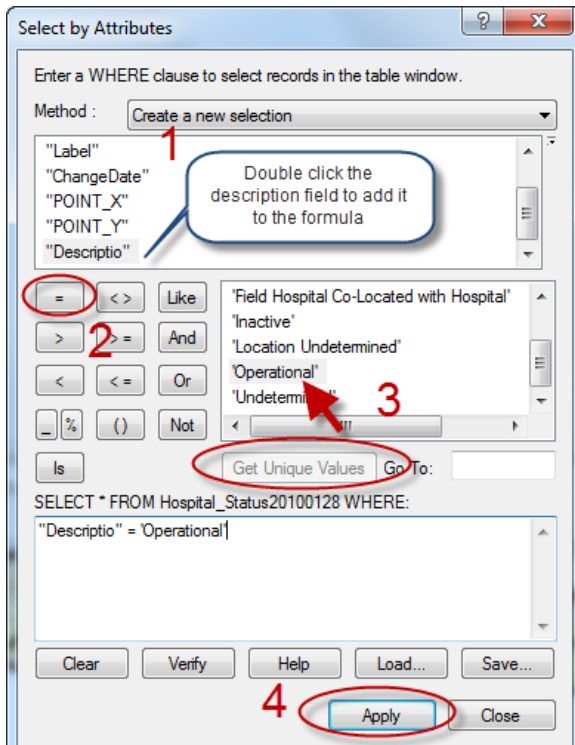 Select by Attributes
?
X
Enter a WHERE clause to select records in the table window.
Method : Create a new selection
1
"Label"
"ChangeDate"
"POINT_X"
"POINT_Y"
"Descriptio"
Double click the
description field to add it
to the formula
= < > Like
2
> > = And
< < = Or
_ % ( ) Not
Is
'Field Hospital Co-Located with Hospital'
'Inactive'
'Location Undetermined'
'Operational'
'Undetermined'
3
Get Unique Values Go To:
SELECT * FROM Hospital_Status20100128 WHERE:
"Descriptio" = 'Operational'
Clear Verify Help Load... Save...
4
Apply Close